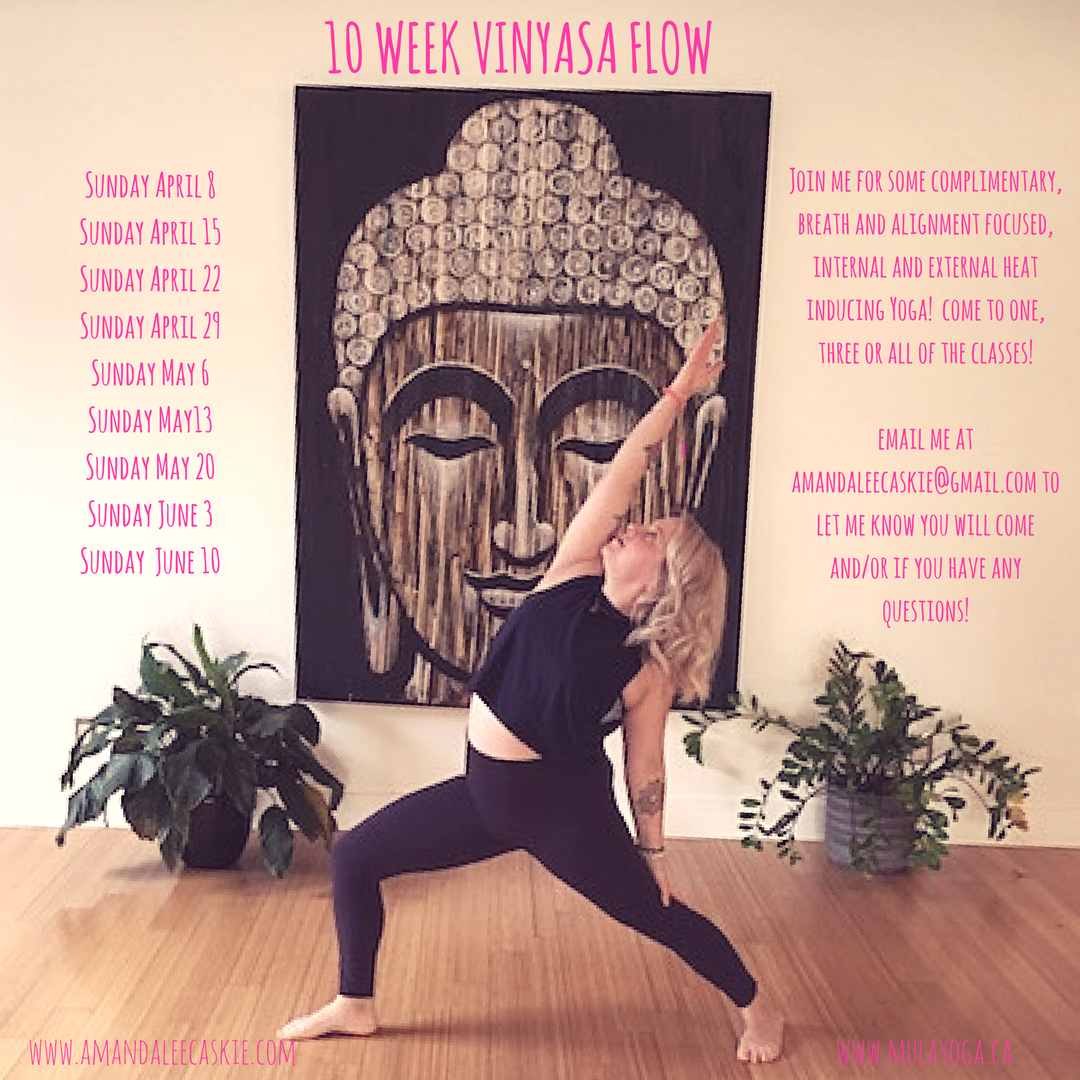 10 WEEK VINYASA FLOW
SUNDAY APRIL 8
SUNDAY APRIL 15
SUNDAY APRIL 22
SUNDAY APRIL 29
SUNDAY MAY 6
SUNDAY MAY13
SUNDAY MAY 20
SUNDAY JUNE 3
SUNDAY JUNE 10
JOIN ME FOR SOME COMPLIMENTARY,
BREATH AND ALIGNMENT FOCUSED,
INTERNAL AND EXTERNAL HEAT
INDUCING YOGA! COME TO ONE,
THREE OR ALL OF THE CLASSES!
EMAIL ME AT
AMANDALEECASKIE@GMAIL.COM TO
LET ME KNOW YOU WILL COME
AND/OR IF YOU HAVE ANY
QUESTIONS!
WWW.AMANDALEECASKIE.COM
WWW.MULAYOGA.CA